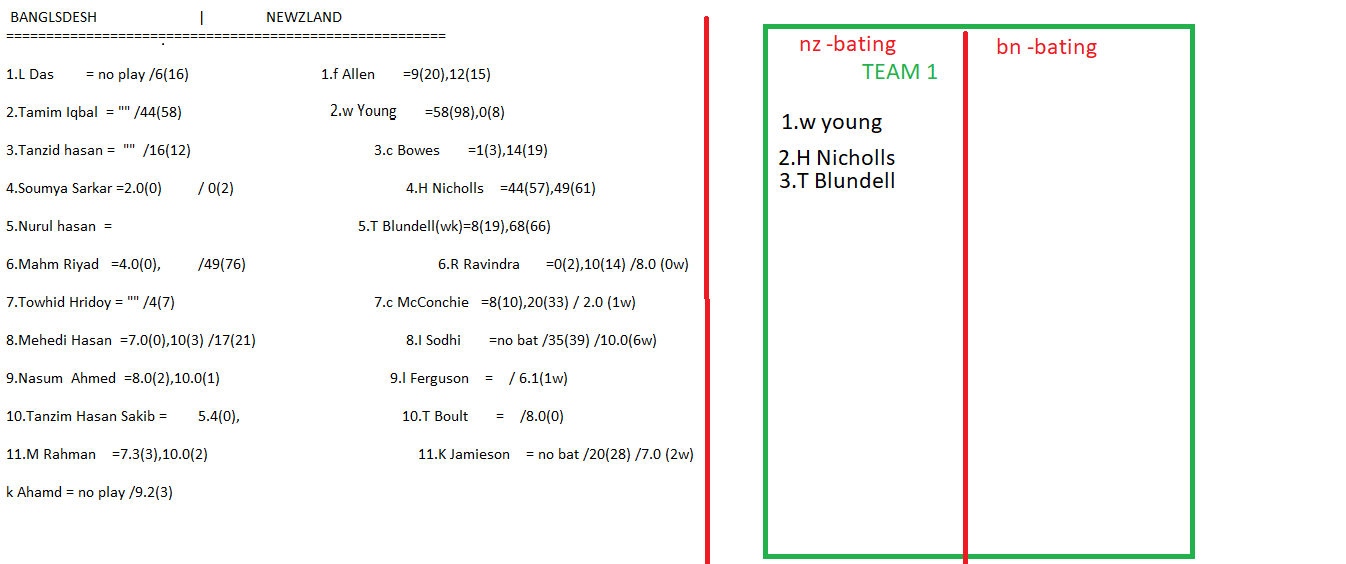 BANGLSDESH | NEWZLAND
=======================================================
1.L Das = no play /6(16) 1.f Allen =9(20),12(15)
2.Tamim Iqbal = "" /44(58) 2.w Young =58(98),0(8)
3.Tanzid hasan = "" /16(12) 3.c Bowes =1(3),14(19)
4.Soumya Sarkar =2.0(0) / 0(2) 4.H Nicholls =44(57),49(61)
5.Nurul hasan = 5.T Blundell(wk)=8(19),68(66)
6.Mahm Riyad =4.0(0), /49(76) 6.R Ravindra =0(2),10(14) /8.0 (0w)
7.Towhid Hridoy = "" /4(7) 7.c McConchie =8(10),20(33) / 2.0 (1w)
8.Mehedi Hasan =7.0(0),10(3) /17(21) 8.I Sodhi =no bat /35(39) /10.0(6w)
9.Nasum Ahmed =8.0(2),10.0(1) 9.l Ferguson = / 6.1(1w)
10.Tanzim Hasan Sakib = 5.4(0), 10.T Boult = /8.0(0)
11.M Rahman =7.3(3),10.0(2) 11.K Jamieson = no bat /20(28) /7.0 (2w)
k Ahamd = no play /9.2(3)
nz -bating bn -bating
TEAM 1
1.w young
2.H Nicholls
3.T Blundell